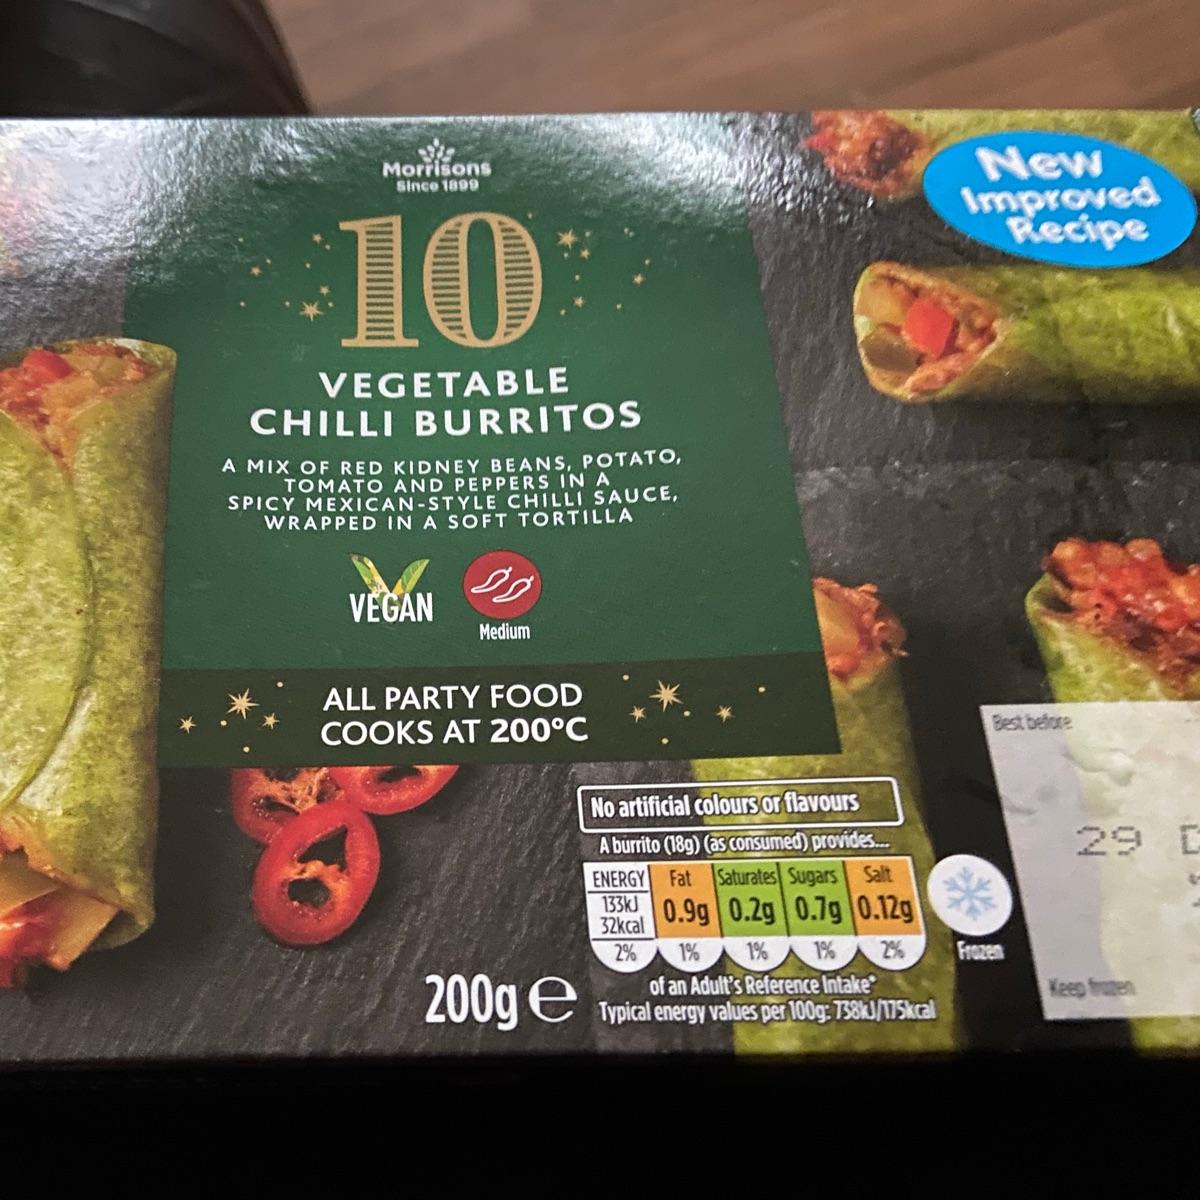 Morrisons
Since 1899
10
VEGETABLE
CHILLI BURRITOS
A MIX OF RED KIDNEY BEANS, POTATO,
TOMATO AND PEPPERS IN A
SPICY MEXICAN-STYLE CHILLI SAUCE,
WRAPPED IN A SOFT TORTILLA
VEGAN
Medium
ALL PARTY FOOD
COOKS AT 200°C
New
Improved
Recipe
No artificial colours or flavours
A burrito (18g) (as consumed) provides...
ENERGY Fat Saturates Sugars Salt
133kJ
32kcal 0.9g 0.2g 0.7g 0.12g
2% 1% 1% 1% 2%
of an Adult's Reference Intake*
Typical energy values per 100g: 738kJ/175kcal
200g e
Frozen
Best before
29
Keep frozen